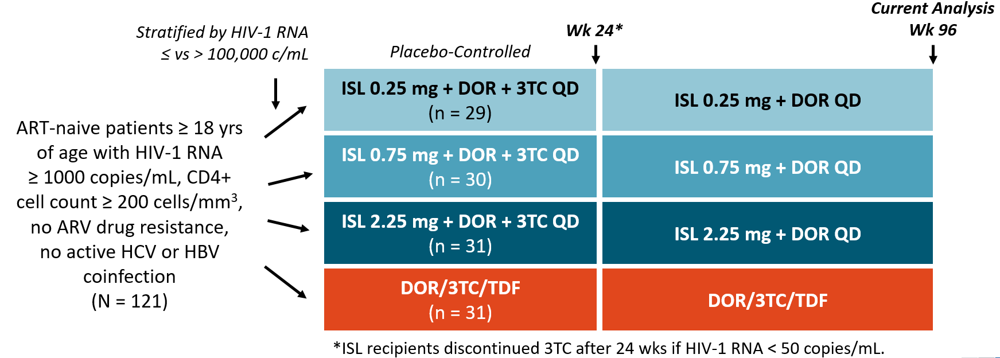 Current Analysis
Wk 96
Stratified by HIV-1 RNA
≤ vs > 100,000 c/mL
Placebo-Controlled
Wk 24*
ART-naive patients ≥ 18 yrs
of age with HIV-1 RNA
≥ 1000 copies/mL, CD4+
cell count ≥ 200 cells/mm³,
no ARV drug resistance,
no active HCV or HBV
coinfection
(N = 121)
ISL 0.25 mg + DOR + 3TC QD
(n = 29)
ISL 0.25 mg + DOR QD
ISL 0.75 mg + DOR + 3TC QD
(n = 30)
ISL 0.75 mg + DOR QD
ISL 2.25 mg + DOR + 3TC QD
(n = 31)
ISL 2.25 mg + DOR QD
DOR/3TC/TDF
(n = 31)
DOR/3TC/TDF
*ISL recipients discontinued 3TC after 24 wks if HIV-1 RNA < 50 copies/mL.